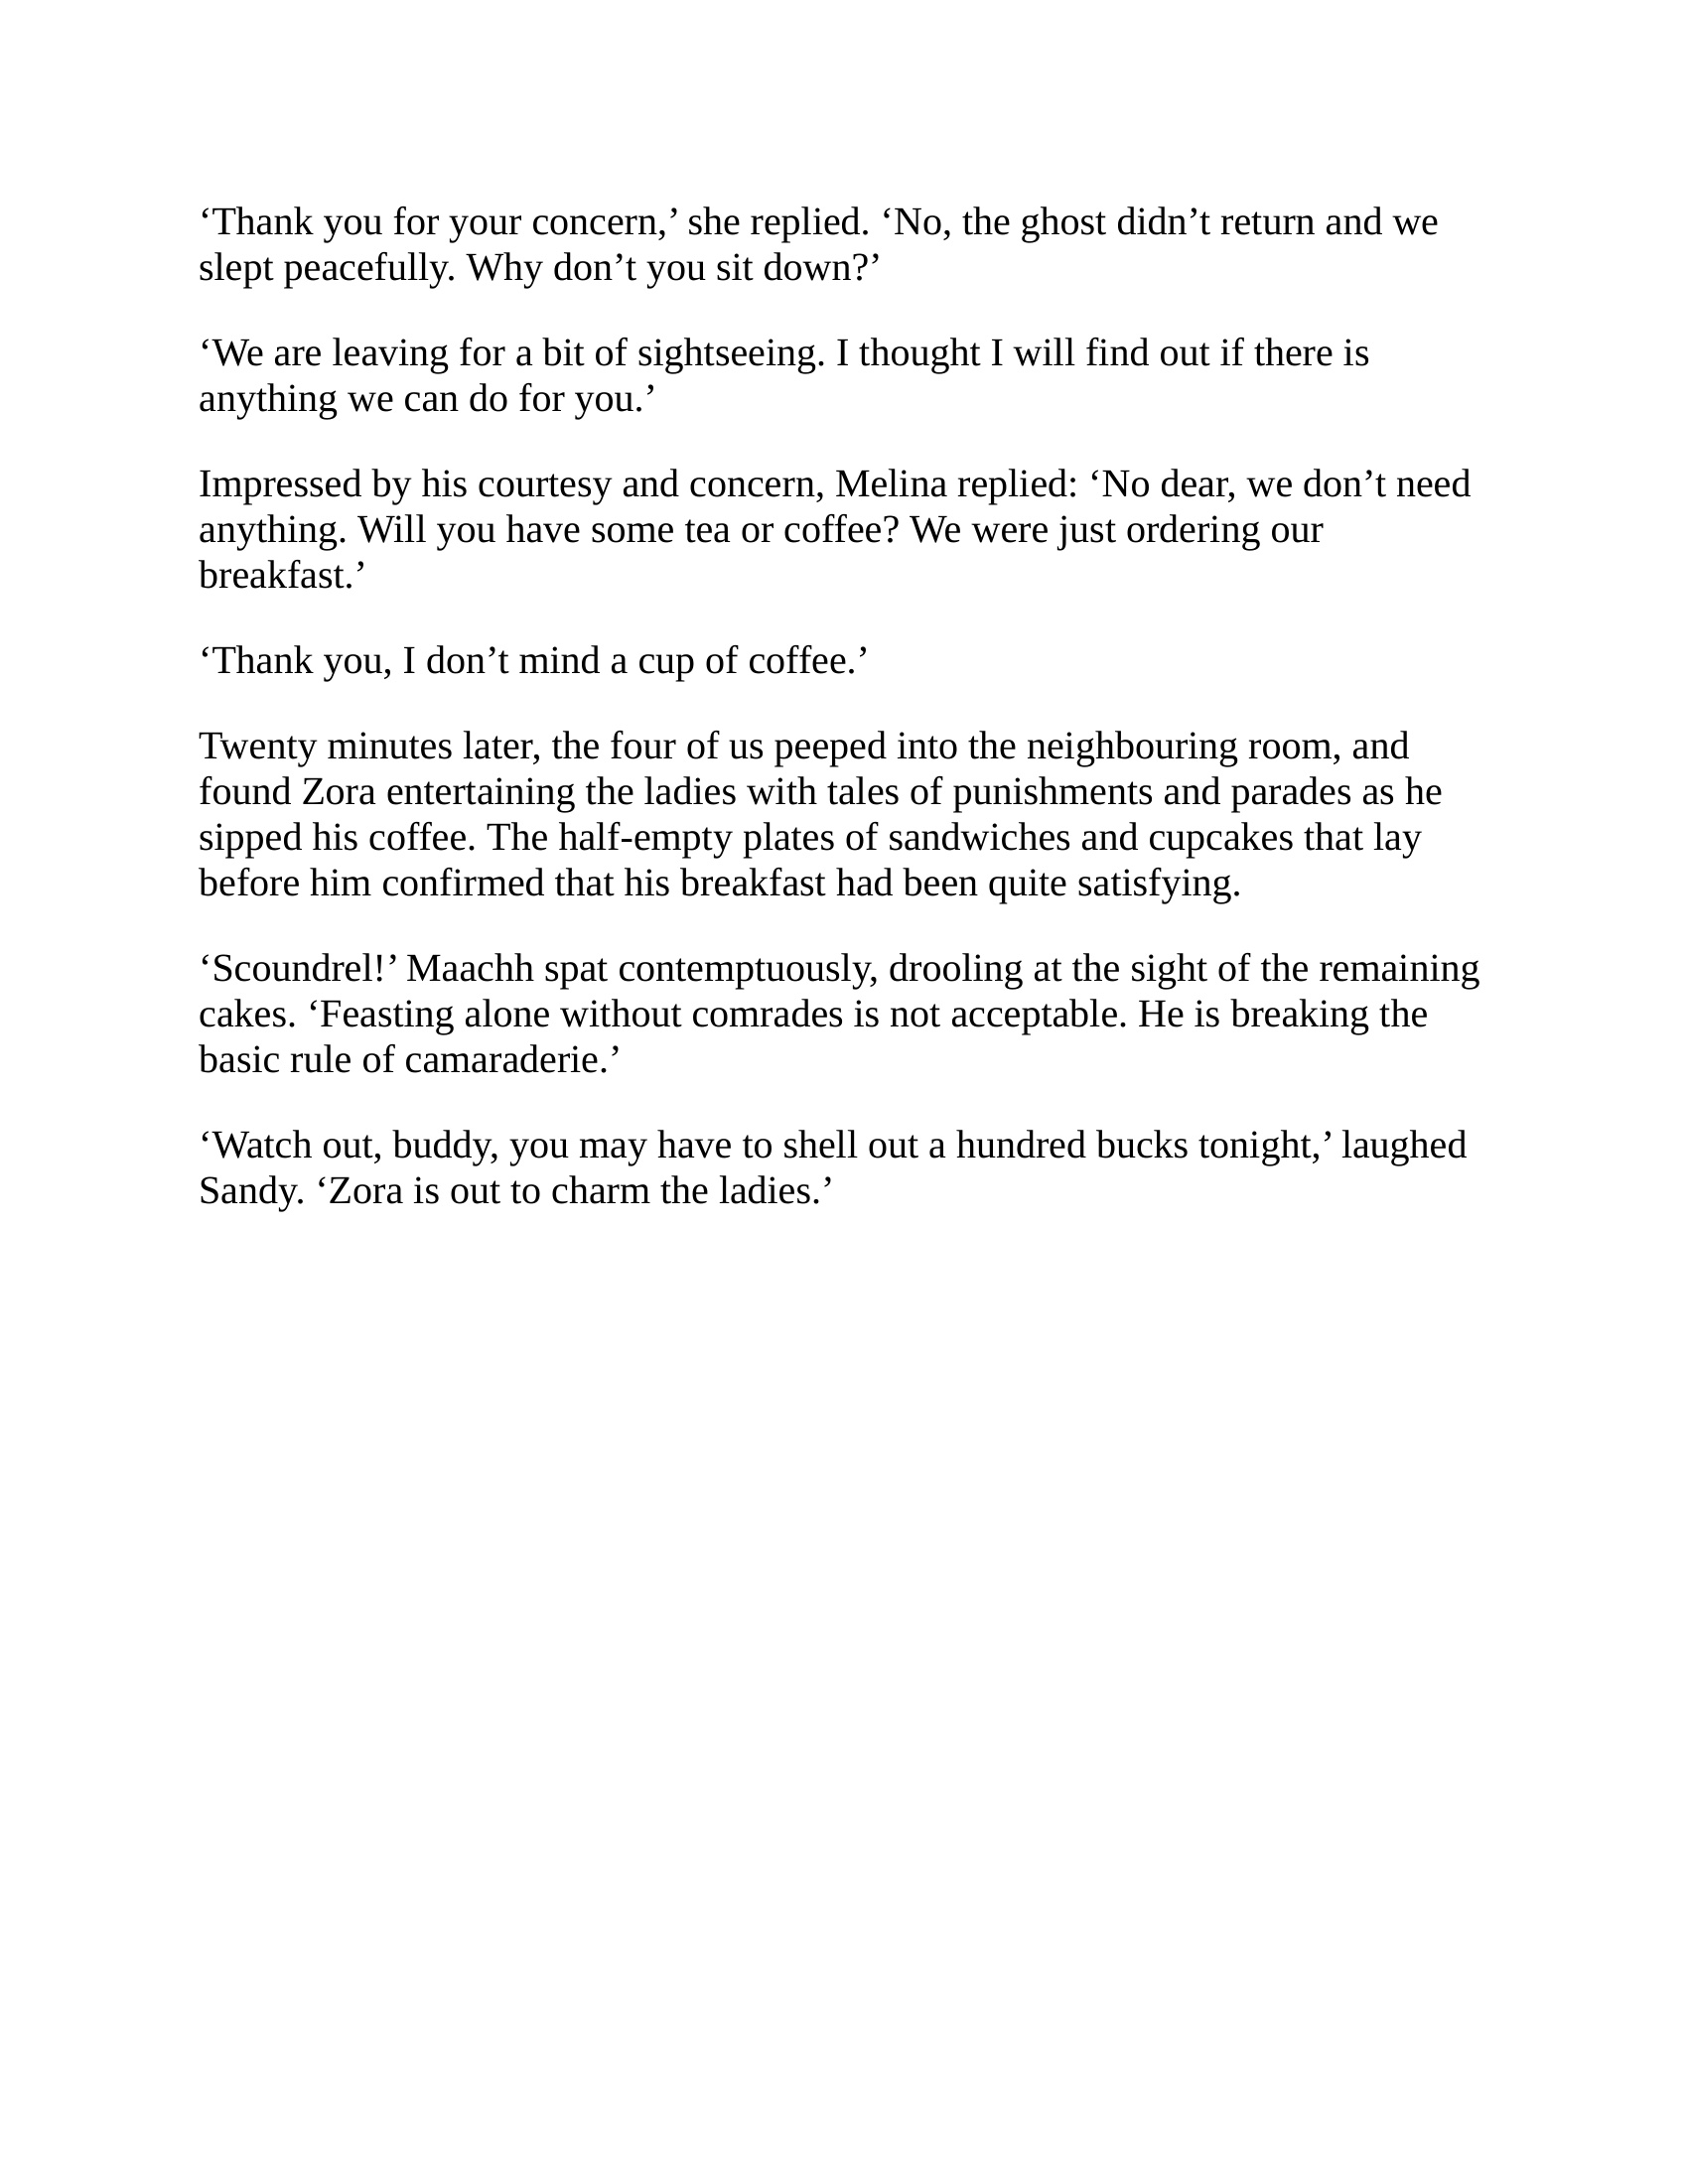 ‘Thank you for your concern,’ she replied. ‘No, the ghost didn’t return and we
slept peacefully. Why don’t you sit down?’
‘We are leaving for a bit of sightseeing. I thought I will find out if there is
anything we can do for you.’
Impressed by his courtesy and concern, Melina replied: ‘No dear, we don’t need
anything. Will you have some tea or coffee? We were just ordering our
breakfast.’
‘Thank you, I don’t mind a cup of coffee.’
Twenty minutes later, the four of us peeped into the neighbouring room, and
found Zora entertaining the ladies with tales of punishments and parades as he
sipped his coffee. The half-empty plates of sandwiches and cupcakes that lay
before him confirmed that his breakfast had been quite satisfying.
‘Scoundrel!’ Maachh spat contemptuously, drooling at the sight of the remaining
cakes. ‘Feasting alone without comrades is not acceptable. He is breaking the
basic rule of camaraderie.’
‘Watch out, buddy, you may have to shell out a hundred bucks tonight,’ laughed
Sandy. ‘Zora is out to charm the ladies.’